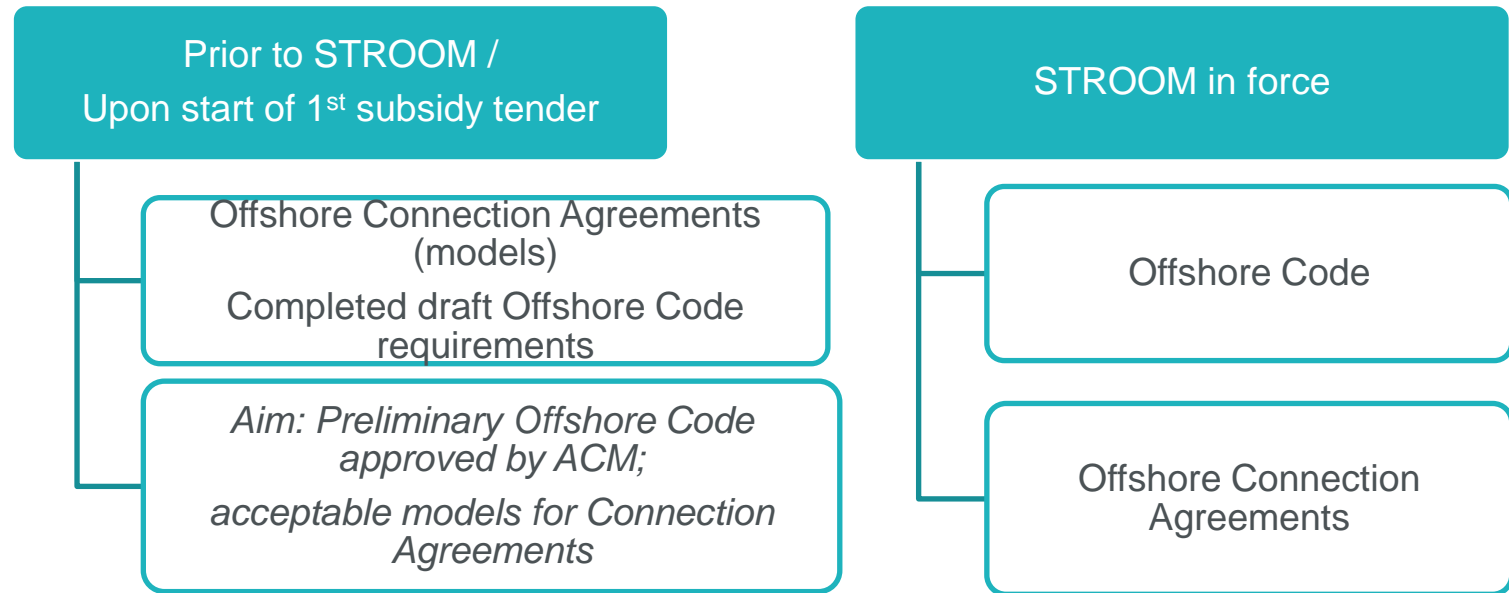 Prior to STROOM /
Upon start of 1st subsidy tender
Offshore Connection Agreements
(models)
Completed draft Offshore Code
requirements
Aim: Preliminary Offshore Code
approved by ACM;
acceptable models for Connection
Agreements
STROOM in force
Offshore Code
Offshore Connection
Agreements